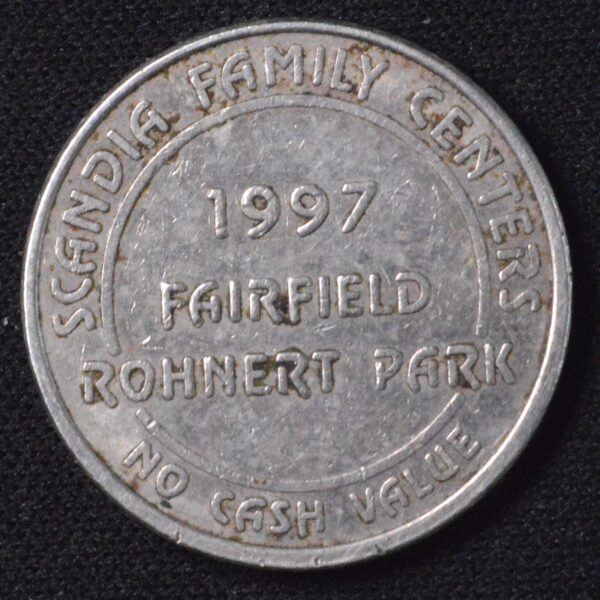 SCANDIA FAMILY CENTERS
1997
FAIRFIELD
ROHNERT PARK
NO CASH VALUE